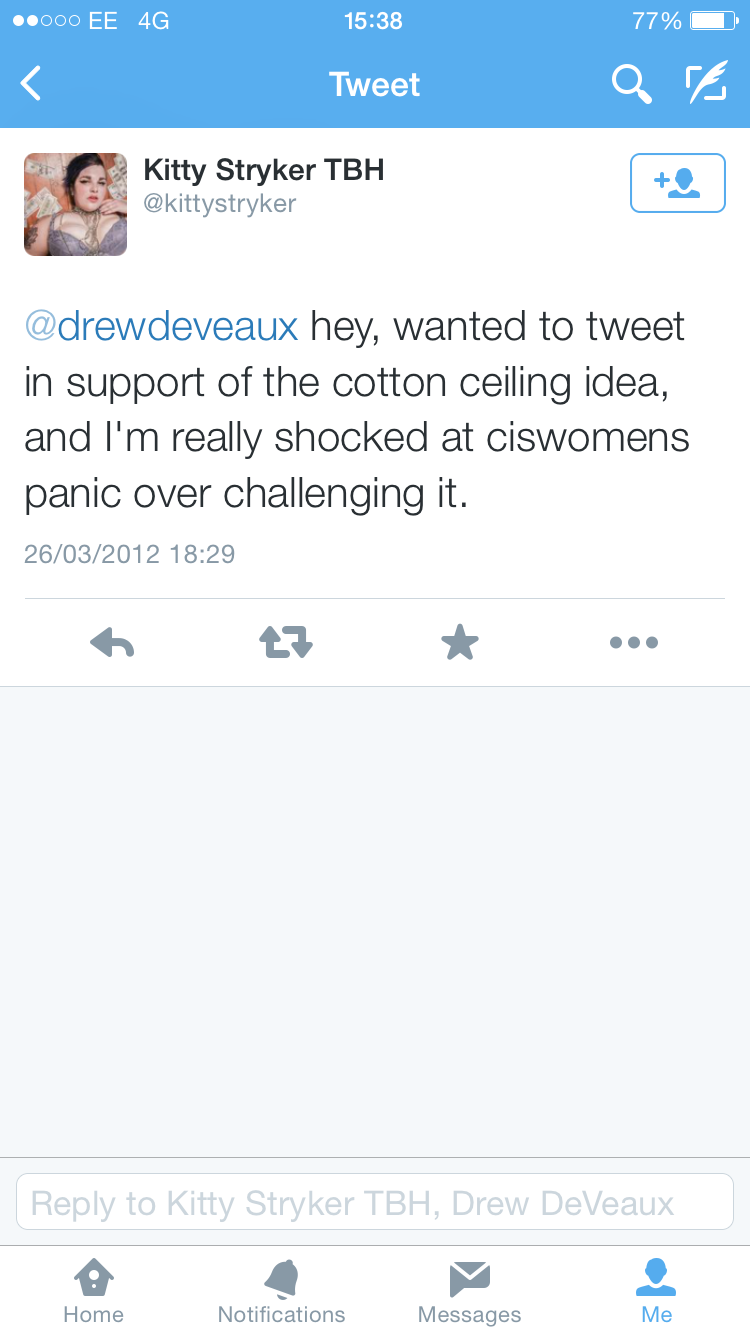 EE 4G 15:38 77%
Tweet
Kitty Stryker TBH
@kittystryker
@drewdeveaux hey, wanted to tweet
in support of the cotton ceiling idea,
and I'm really shocked at ciswomens
panic over challenging it.
26/03/2012 18:29
Reply to Kitty Stryker TBH, Drew DeVeaux
Home Notifications Messages Me